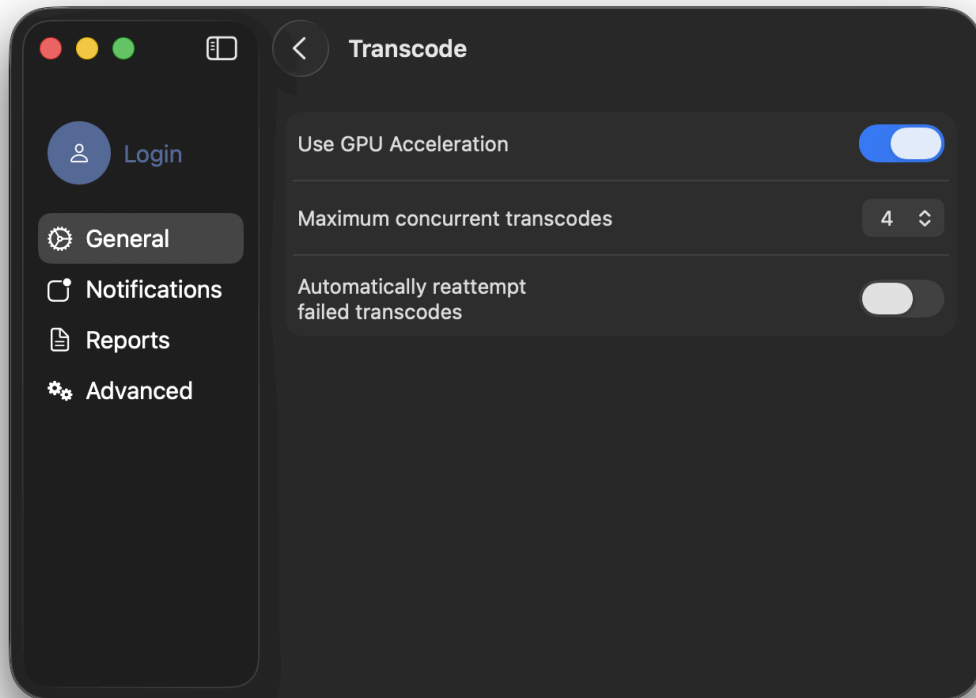 Transcode
Login
General
Notifications
Reports
Advanced
Use GPU Acceleration
Maximum concurrent transcodes
4
Automatically reattempt
failed transcodes